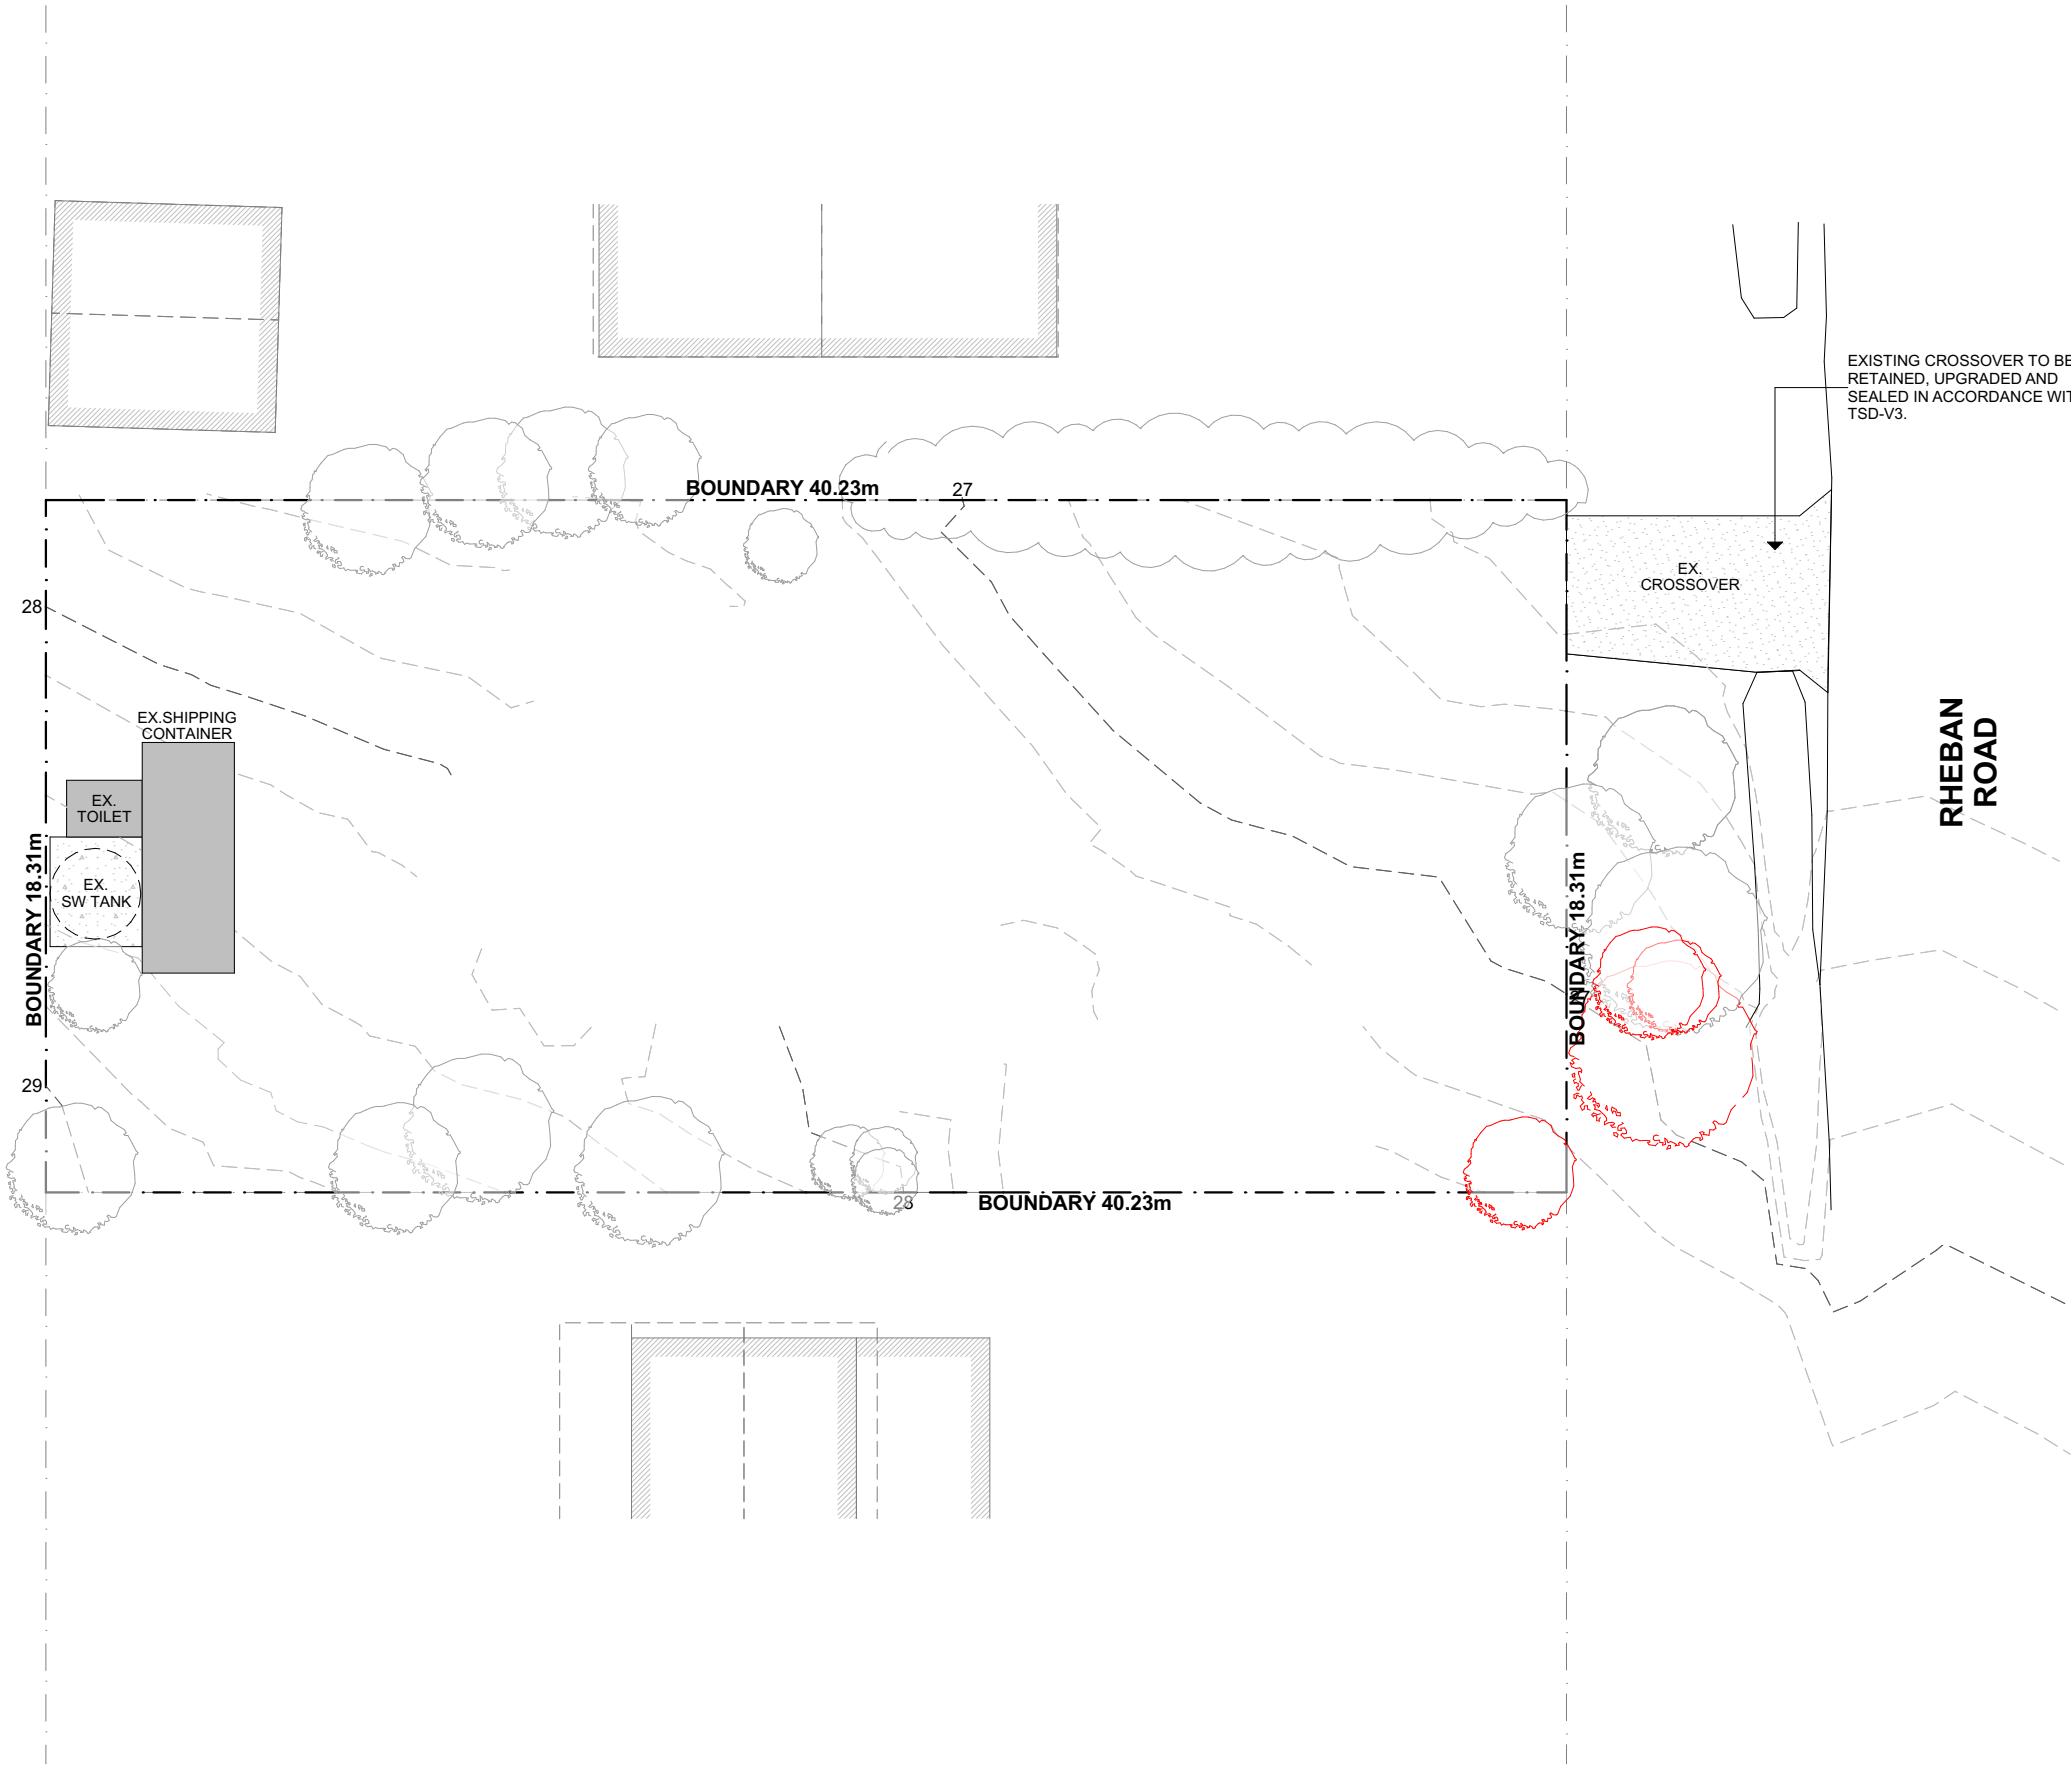 EXISTING CROSSOVER TO BE
RETAINED, UPGRADED AND
SEALED IN ACCORDANCE WIT
TSD-V3.
BOUNDARY 40.23m
27
EX.
CROSSOVER
28
EX.SHIPPING
CONTAINER
EX.
TOILET
EX.
SW TANK
BOUNDARY 18.31m
BOUNDARY 18.31m
27
RHEBAN
ROAD
29
28
BOUNDARY 40.23m